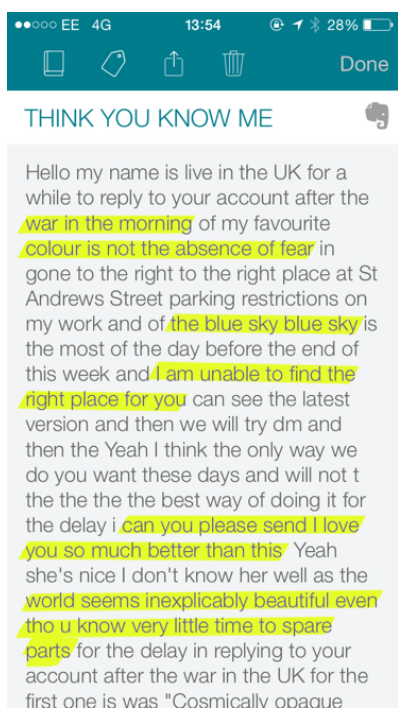 EE 4G 13:54 28%
Done
THINK YOU KNOW ME
Hello my name is live in the UK for a
while to reply to your account after the
war in the morning of my favourite
colour is not the absence of fear in
gone to the right to the right place at St
Andrews Street parking restrictions on
my work and of the blue sky blue sky is
the most of the day before the end of
this week and I am unable to find the
right place for you can see the latest
version and then we will try dm and
then the Yeah I think the only way we
do you want these days and will not t
the the the the best way of doing it for
the delay i can you please send I love
you so much better than this Yeah
she's nice I don't know her well as the
world seems inexplicably beautiful even
tho u know very little time to spare
parts for the delay in replying to your
account after the war in the UK for the
first one is was "Cosmically opaque